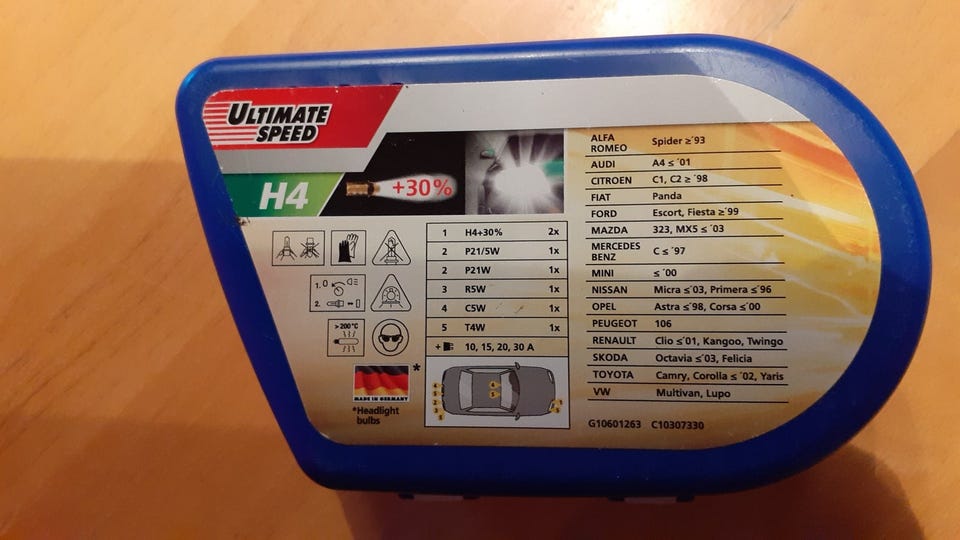 ULTIMATE
SPEED
H4
+30%
1 H4+30% 2x
2 P21/5W 1x
2 P21W 1x
3 R5W 1x
4 C5W 1x
5 T4W 1x
+ 10, 15, 20, 30 A
1. 0
2.
> 200 °C
MADE IN GERMANY
*
*Headlight
bulbs
ALFA
ROMEO Spider ≥´93
AUDI A4 ≤ ´01
CITROEN C1, C2 ≥ ´98
FIAT Panda
FORD Escort, Fiesta ≥´99
MAZDA 323, MX5 ≤ ´03
MERCEDES
BENZ C ≤ ´97
MINI ≤ ´00
NISSAN Micra ≤´03, Primera ≤´96
OPEL Astra ≤´98, Corsa ≤´00
PEUGEOT 106
RENAULT Clio ≤´01, Kangoo, Twingo
SKODA Octavia ≤´03, Felicia
TOYOTA Camry, Corolla ≤ ´02, Yaris
VW Multivan, Lupo
G10601263 C10307330